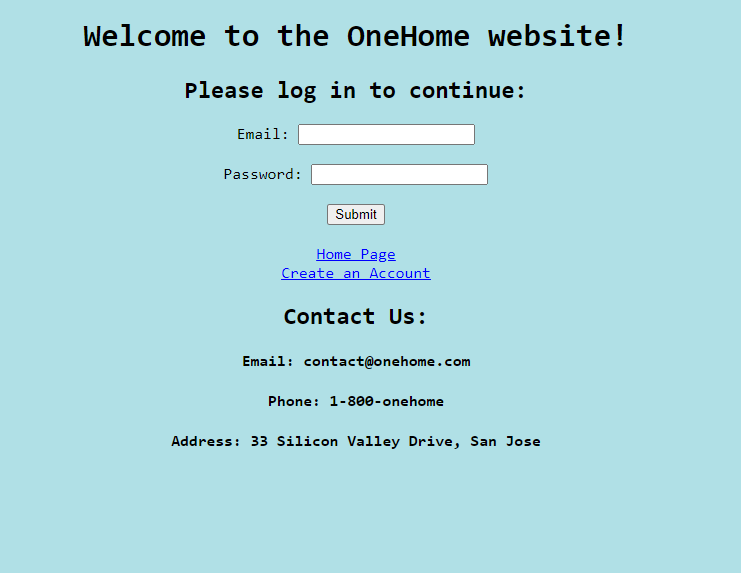 Welcome to the OneHome website!
Please log in to continue:
Email:
Password:
Submit
Home Page
Create an Account
Contact Us:
Email: contact@onehome.com
Phone: 1-800-onehome
Address: 33 Silicon Valley Drive, San Jose